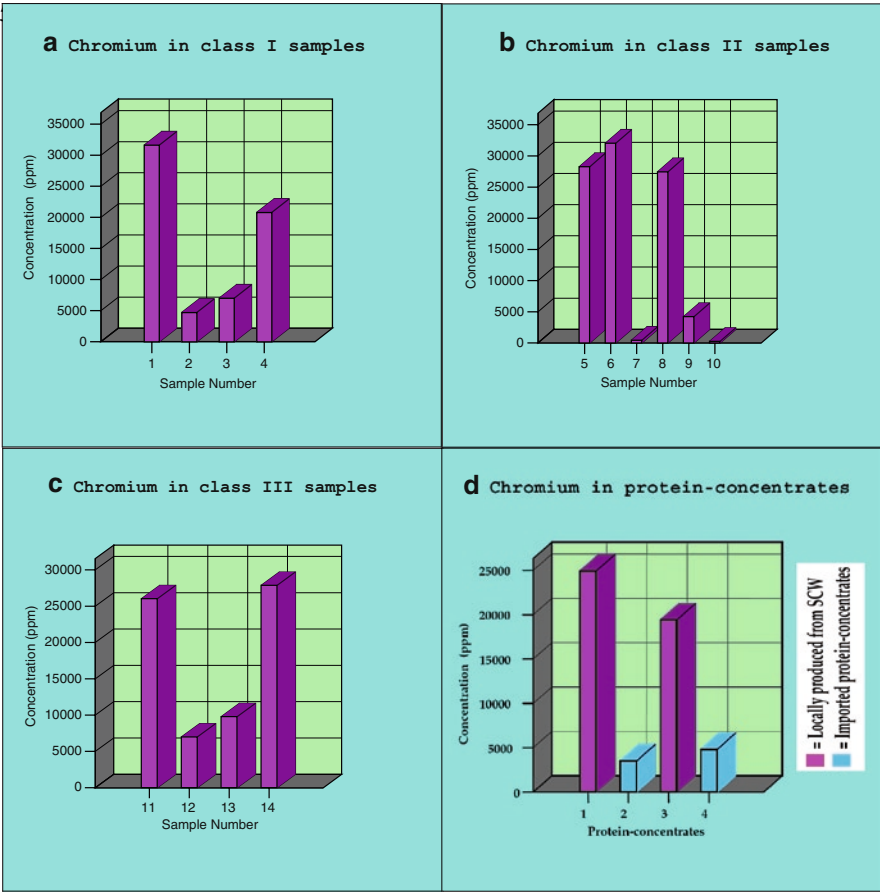 a Chromium in class I samples
Concentration (ppm)
35000
30000
25000
20000
15000
10000
5000
0
1 2 3 4
Sample Number
b Chromium in class II samples
Concentration (ppm)
35000
30000
25000
20000
15000
10000
5000
0
5 6 7 8 9 10
Sample Number
c Chromium in class III samples
Concentration (ppm)
30000
25000
20000
15000
10000
5000
0
11 12 13 14
Sample Number
d Chromium in protein-concentrates
Concentration (ppm)
25000
20000
15000
10000
5000
0
1 2 3 4
Protein-concentrates
= Locally produced from SCW
= Imported protein-concentrates